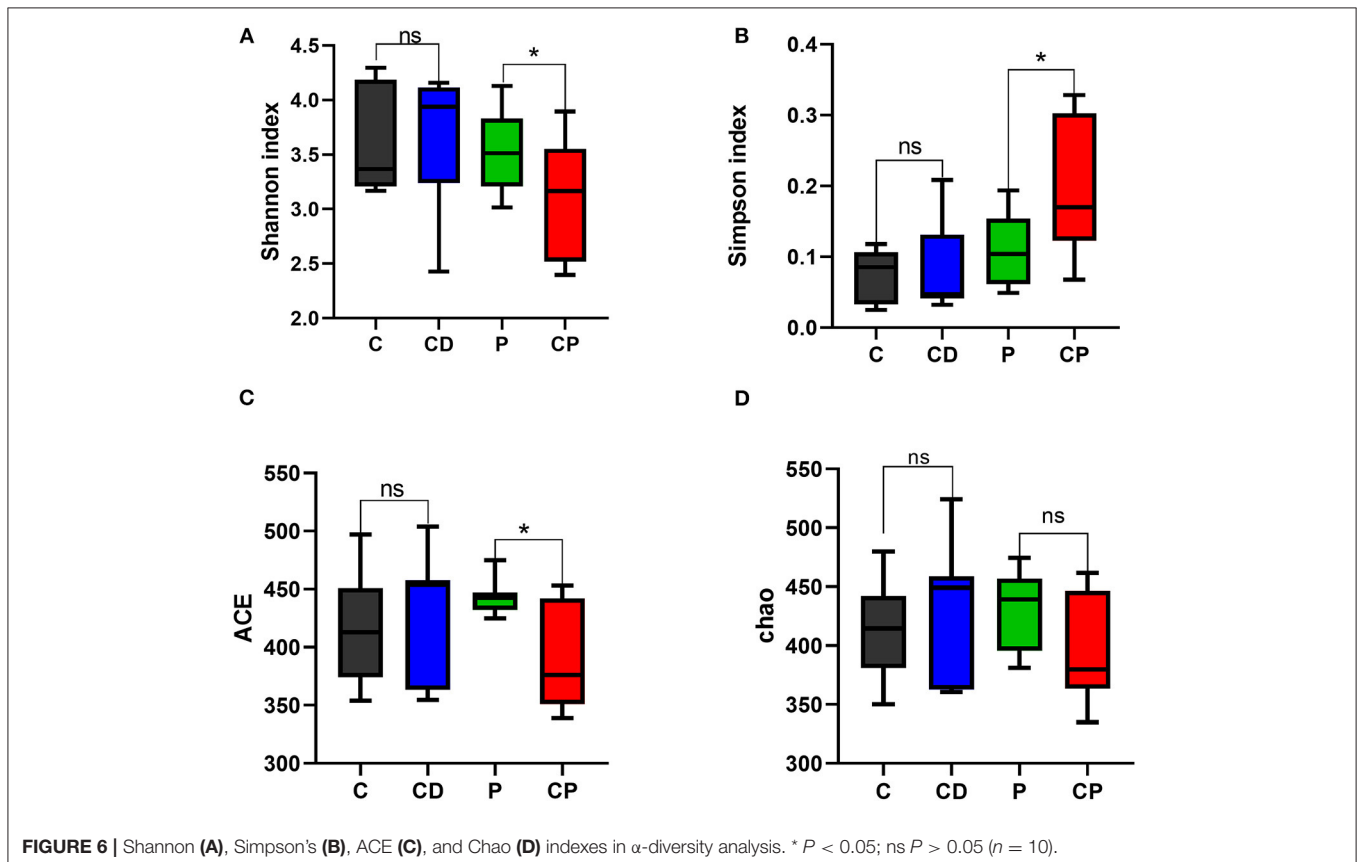 A
ns
*
4.5
4.0
3.5
3.0
2.5
2.0
Shannon index
C CD P CP
B
*
ns
0.4
0.3
0.2
0.1
0.0
Simpson index
C CD P CP
C
ns
*
550
500
450
400
350
300
ACE
C CD P CP
D
ns
ns
550
500
450
400
350
300
chao
C CD P CP
FIGURE 6 | Shannon (A), Simpson's (B), ACE (C), and Chao (D) indexes in α-diversity analysis. * P < 0.05; ns P > 0.05 (n = 10).